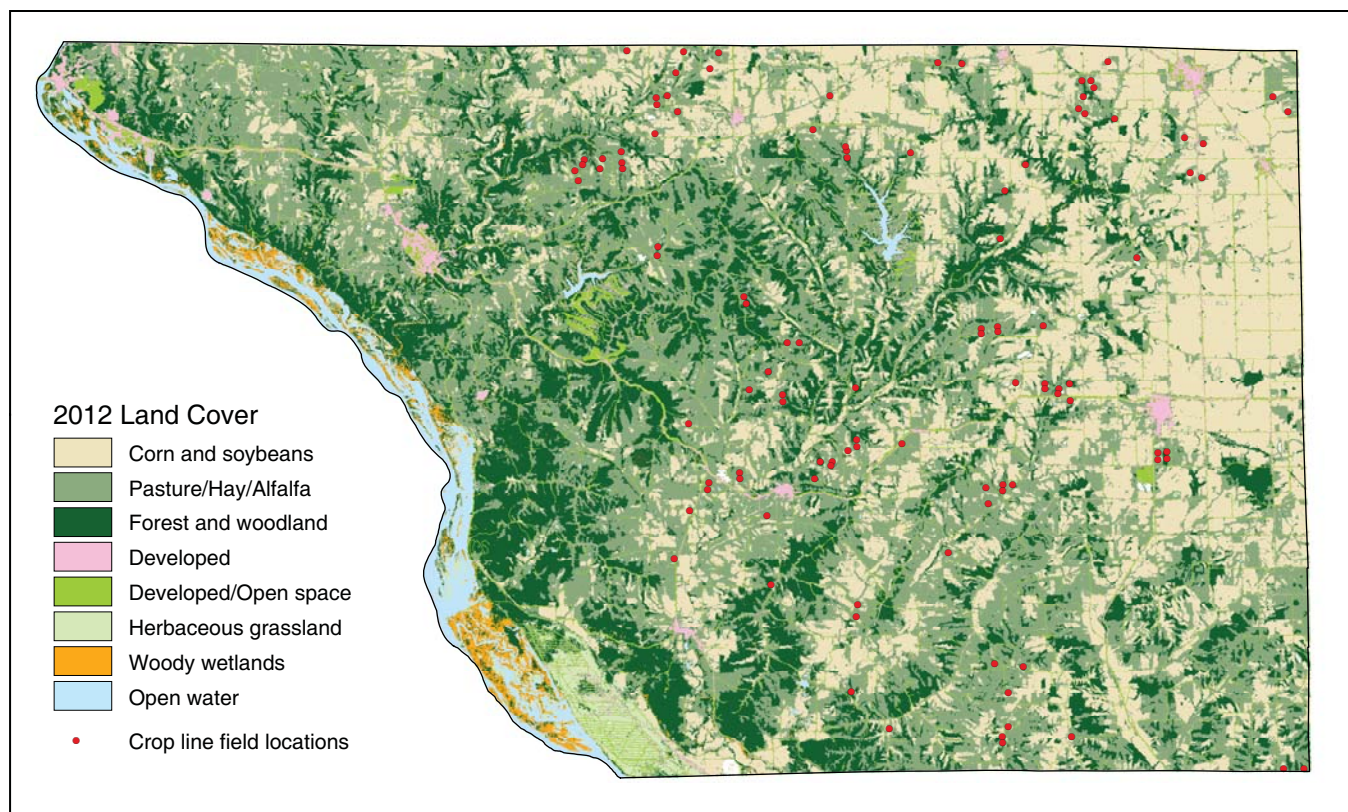 2012 Land Cover
Corn and soybeans
Pasture/Hay/Alfalfa
Forest and woodland
Developed
Developed/Open space
Herbaceous grassland
Woody wetlands
Open water
Crop line field locations